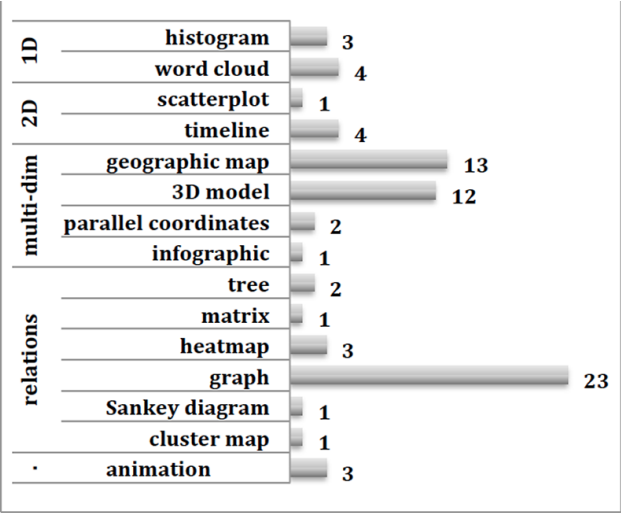 1D
histogram 3
word cloud 4
2D
scatterplot 1
timeline 4
multi-dim
geographic map 13
3D model 12
parallel coordinates 2
infographic 1
relations
tree 2
matrix 1
heatmap 3
graph 23
Sankey diagram 1
cluster map 1
. animation 3